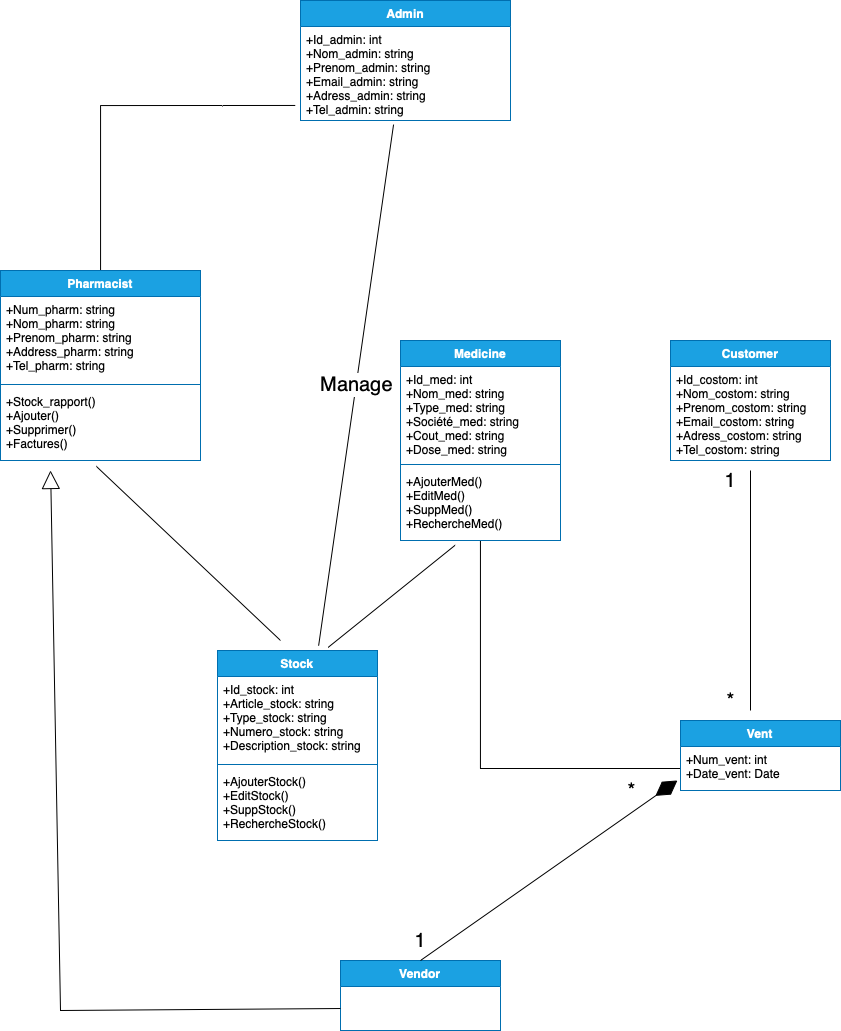 Admin
+Id_admin: int
+Nom_admin: string
+Prenom_admin: string
+Email_admin: string
+Adress_admin: string
+Tel_admin: string
Pharmacist
+Num_pharm: string
+Nom_pharm: string
+Prenom_pharm: string
+Address_pharm: string
+Tel_pharm: string
+Stock_rapport()
+Ajouter()
+Supprimer()
+Factures()
Manage
Medicine
+Id_med: int
+Nom_med: string
+Type_med: string
+Société_med: string
+Cout_med: string
+Dose_med: string
+AjouterMed()
+EditMed()
+SuppMed()
+RechercheMed()
Customer
+Id_costom: int
+Nom_costom: string
+Prenom_costom: string
+Email_costom: string
+Adress_costom: string
+Tel_costom: string
1
*
Stock
+Id_stock: int
+Article_stock: string
+Type_stock: string
+Numero_stock: string
+Description_stock: string
+AjouterStock()
+EditStock()
+SuppStock()
+RechercheStock()
Vent
+Num_vent: int
+Date_vent: Date
*
1
Vendor